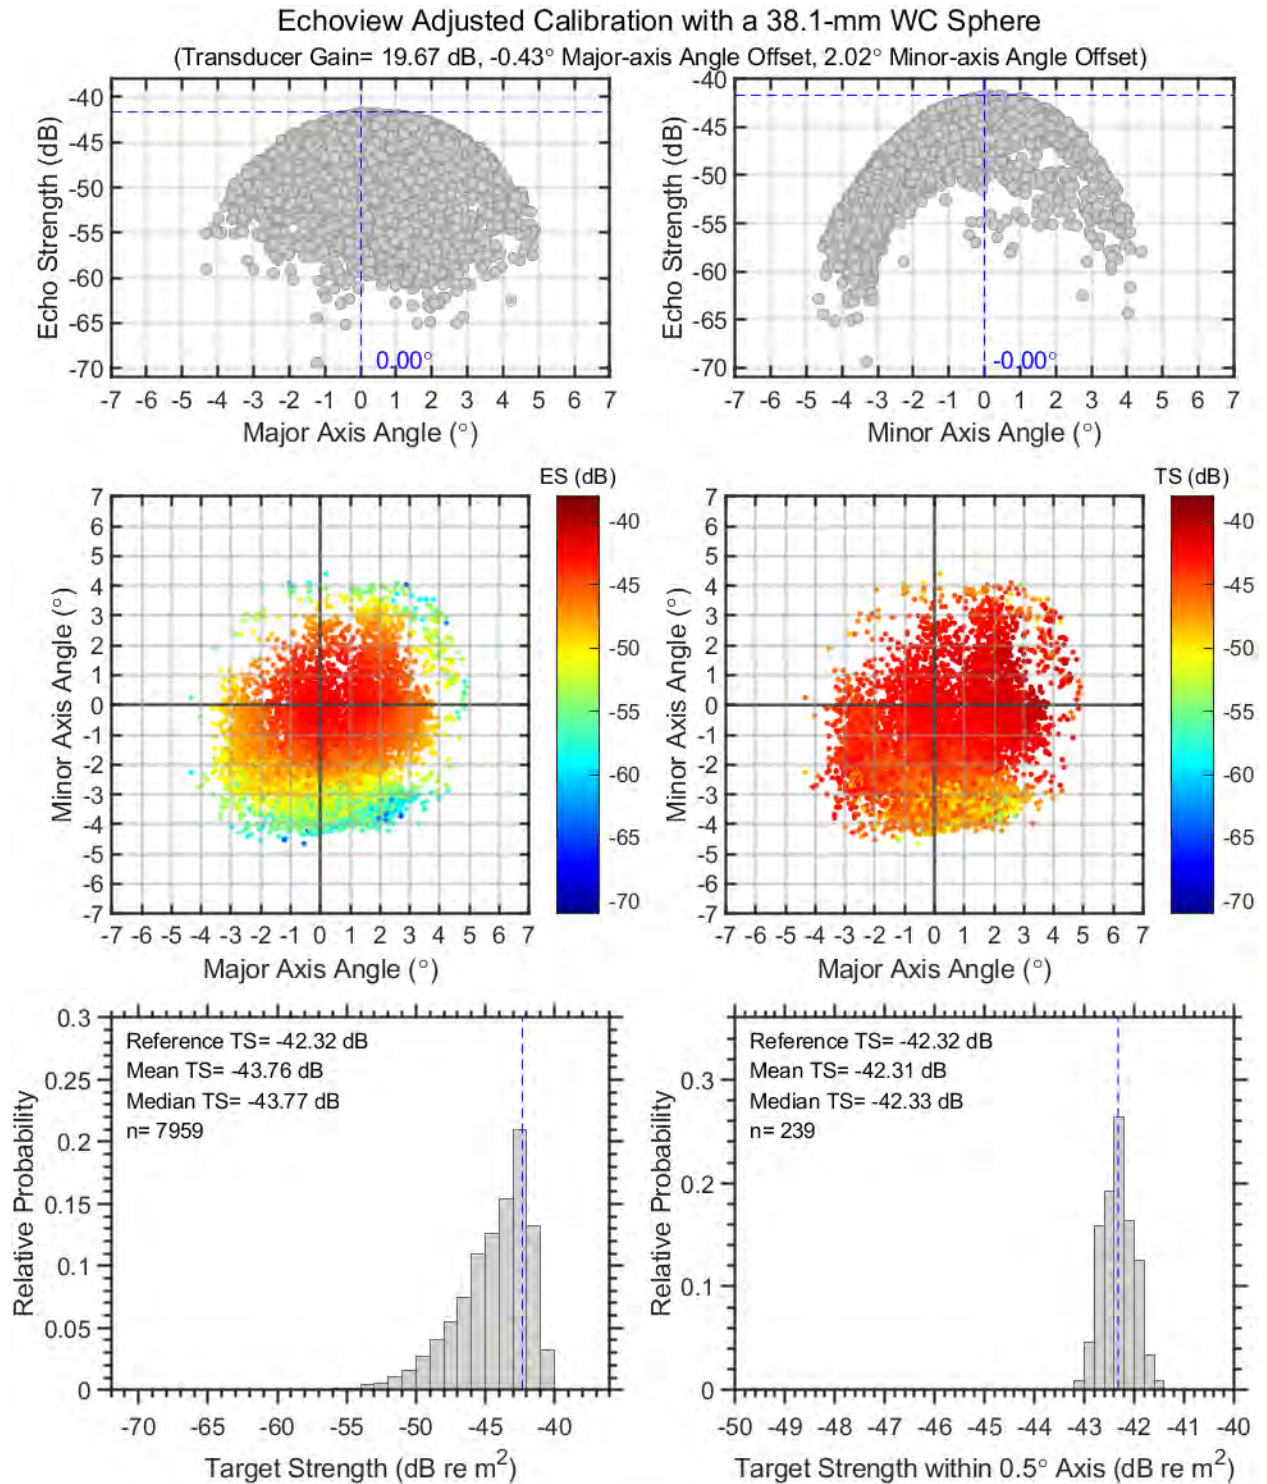 Echoview Adjusted Calibration with a 38.1-mm WC Sphere
(Transducer Gain= 19.67 dB, -0.43° Major-axis Angle Offset, 2.02° Minor-axis Angle Offset)
-40
-45
-50
-55
-60
-65
-70
Echo Strength (dB)
0.00°
-7 -6 -5 -4 -3 -2 -1 0 1 2 3 4 5 6 7
Major Axis Angle (°)
-40
-45
-50
-55
-60
-65
-70
Echo Strength (dB)
-0.00°
-7 -6 -5 -4 -3 -2 -1 0 1 2 3 4 5 6 7
Minor Axis Angle (°)
7
6
5
4
3
2
1
0
-1
-2
-3
-4
-5
-6
-7
Minor Axis Angle (°)
-7 -6 -5 -4 -3 -2 -1 0 1 2 3 4 5 6 7
Major Axis Angle (°)
ES (dB)
-40
-45
-50
-55
-60
-65
-70
7
6
5
4
3
2
1
0
-1
-2
-3
-4
-5
-6
-7
Minor Axis Angle (°)
-7 -6 -5 -4 -3 -2 -1 0 1 2 3 4 5 6 7
Major Axis Angle (°)
TS (dB)
-40
-45
-50
-55
-60
-65
-70
0.3
0.25
0.2
0.15
0.1
0.05
0
Relative Probability
Reference TS= -42.32 dB
Mean TS= -43.76 dB
Median TS= -43.77 dB
n= 7959
-70 -65 -60 -55 -50 -45 -40
Target Strength (dB re m²)
0.3
0.2
0.1
0
Relative Probability
Reference TS= -42.32 dB
Mean TS= -42.31 dB
Median TS= -42.33 dB
n= 239
-50 -49 -48 -47 -46 -45 -44 -43 -42 -41 -40
Target Strength within 0.5° Axis (dB re m²)